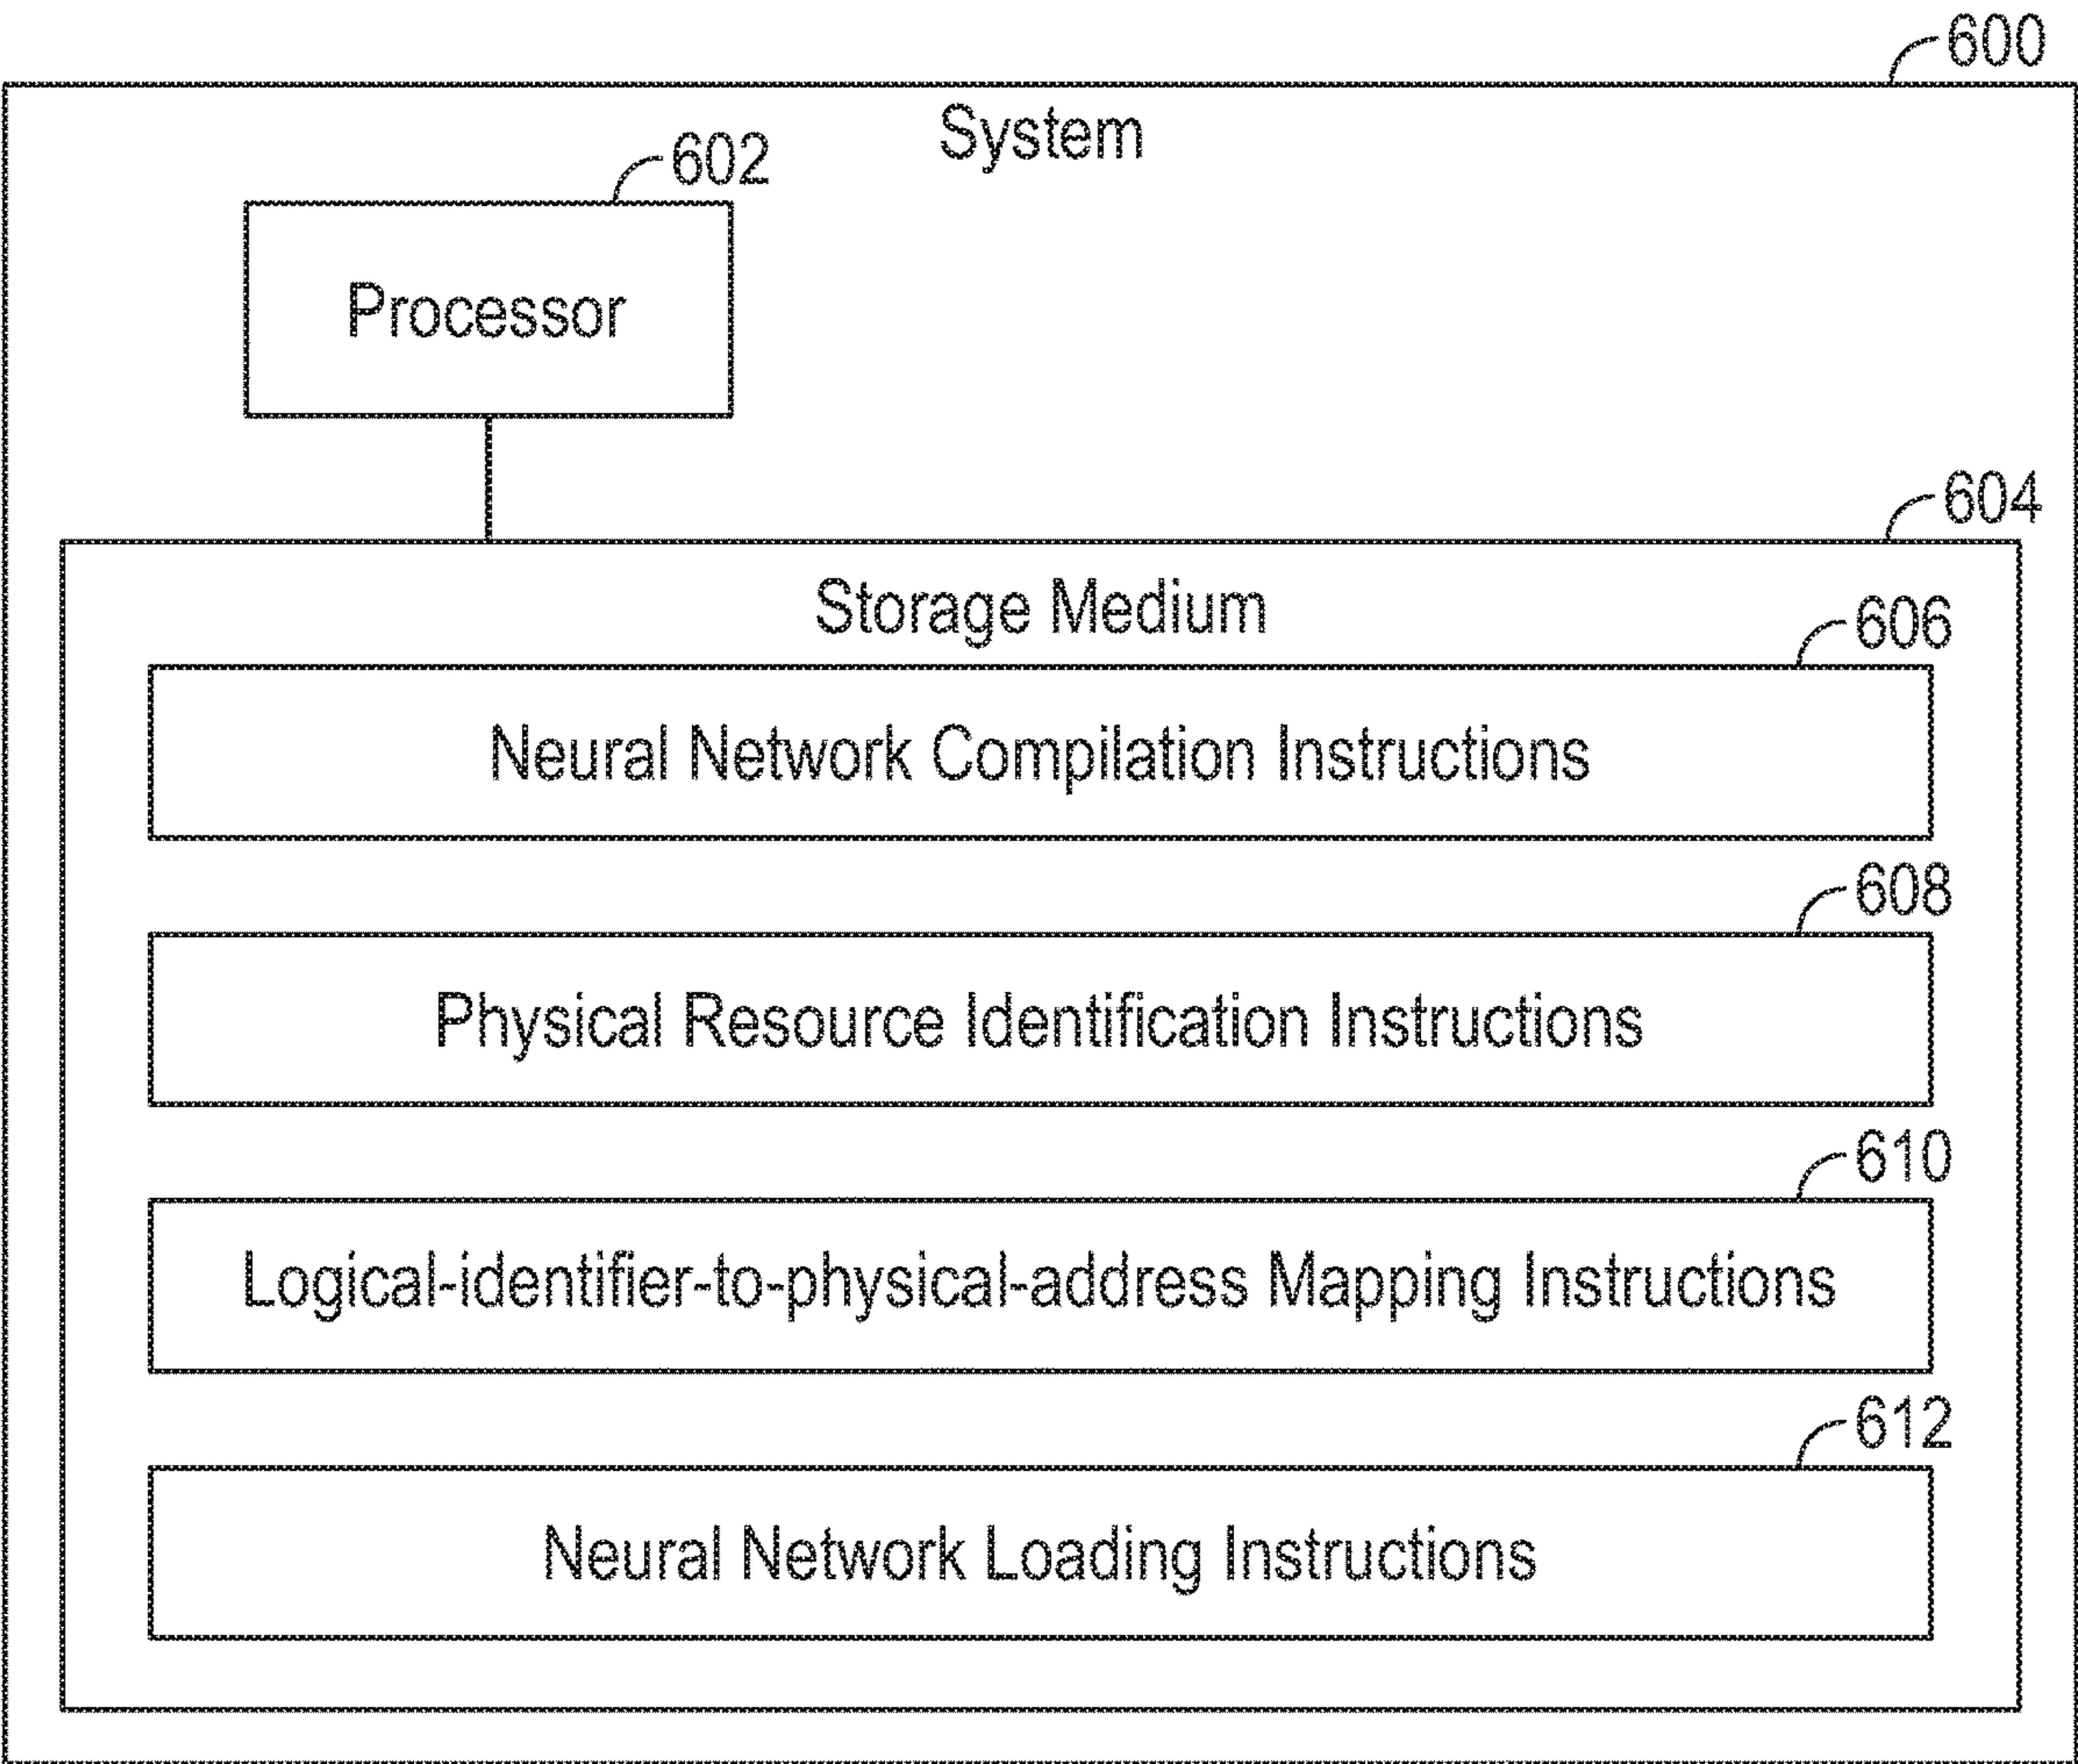 600
System
602
Processor
604
Storage Medium
606
Neural Network Compilation Instructions
608
Physical Resource Identification Instructions
610
Logical-identifier-to-physical-address Mapping Instructions
612
Neural Network Loading Instructions